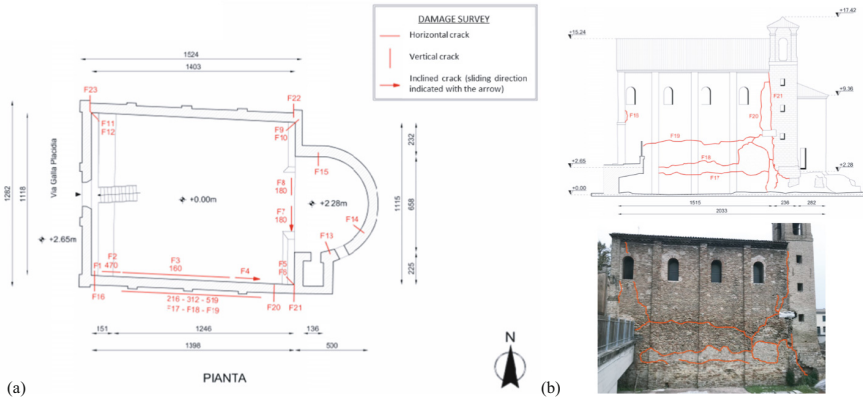 DAMAGE SURVEY
Horizontal crack
Vertical crack
Inclined crack (sliding direction
indicated with the arrow)
1524
1403
F23
F22
F11
F12
F9
F10
1282
1118
Via Galla Placidia
+2.65m
+0.00m
F8
180
F7
180
+2.28m
F15
F14
F13
232
658
225
1115
F1
F2
470
F3
160
F4
F5
F6
F16
216 - 312 - 519
F17 - F18 - F19
F20
F21
151
1246
136
1398
530
PIANTA
N
(a)
+17.62
+15.24
+9.36
+2.65
+2.28
+0.00
F21
F20
F16
F19
F18
F17
1515
236
282
2033
(b)